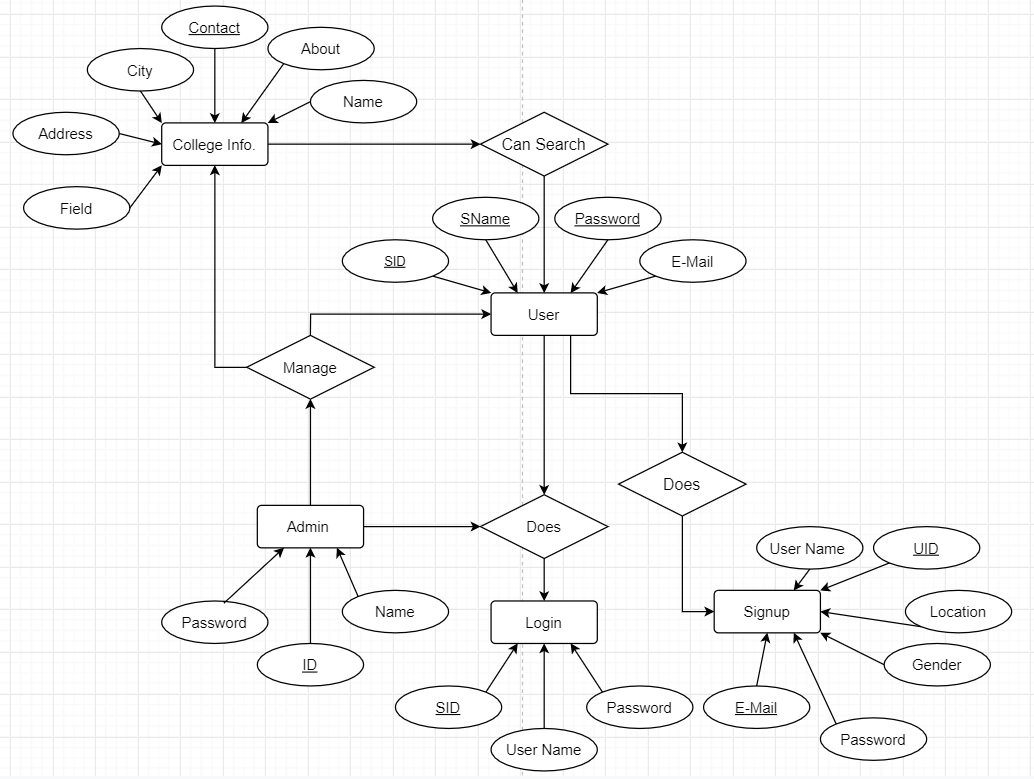 Contact
About
City
Name
Address
College Info.
Can Search
Field
SName
Password
SID
E-Mail
User
Manage
Does
Admin
Does
User Name
UID
Password
Name
Login
Signup
Location
ID
Gender
SID
Password
E-Mail
User Name
Password